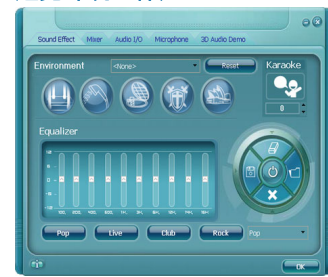 Sound Effect Mixer Audio I/O Microphone 3D Audio Demo
Environment <None> Reset Karaoke
0
Equalizer
Pop Live Club Rock Pop
OK